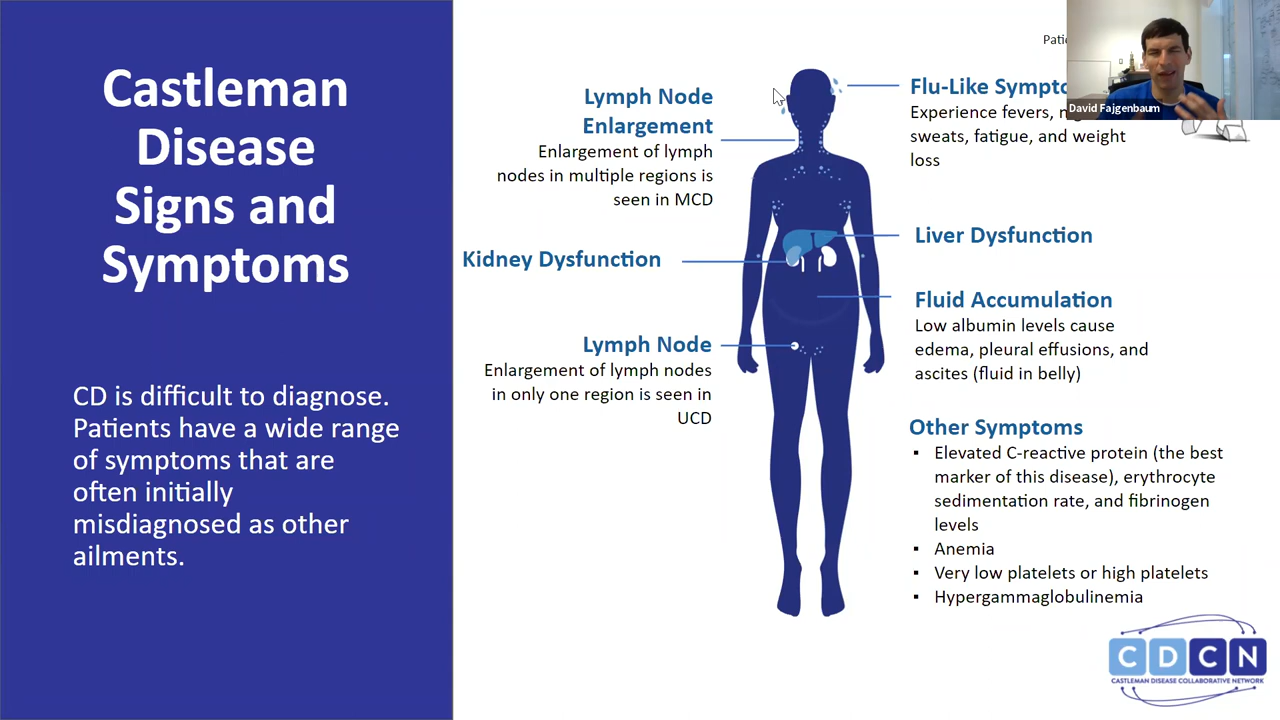 Castleman
Disease
Signs and
Symptoms
CD is difficult to diagnose.
Patients have a wide range
of symptoms that are
often initially
misdiagnosed as other
ailments.
Lymph Node
Enlargement
Enlargement of lymph
nodes in multiple regions is
seen in MCD
Kidney Dysfunction
Lymph Node
Enlargement of lymph nodes
in only one region is seen in
UCD
Flu-Like
Experience fevers,
sweats, fatigue, and weight
loss
David Fajgenbaum
Liver Dysfunction
Fluid Accumulation
Low albumin levels cause
edema, pleural effusions, and
ascites (fluid in belly)
Other Symptoms
▪ Elevated C-reactive protein (the best
marker of this disease), erythrocyte
sedimentation rate, and fibrinogen
levels
▪ Anemia
▪ Very low platelets or high platelets
▪ Hypergammaglobulinemia
CDCN
CASTLEMAN DISEASE COLLABORATIVE NETWORK